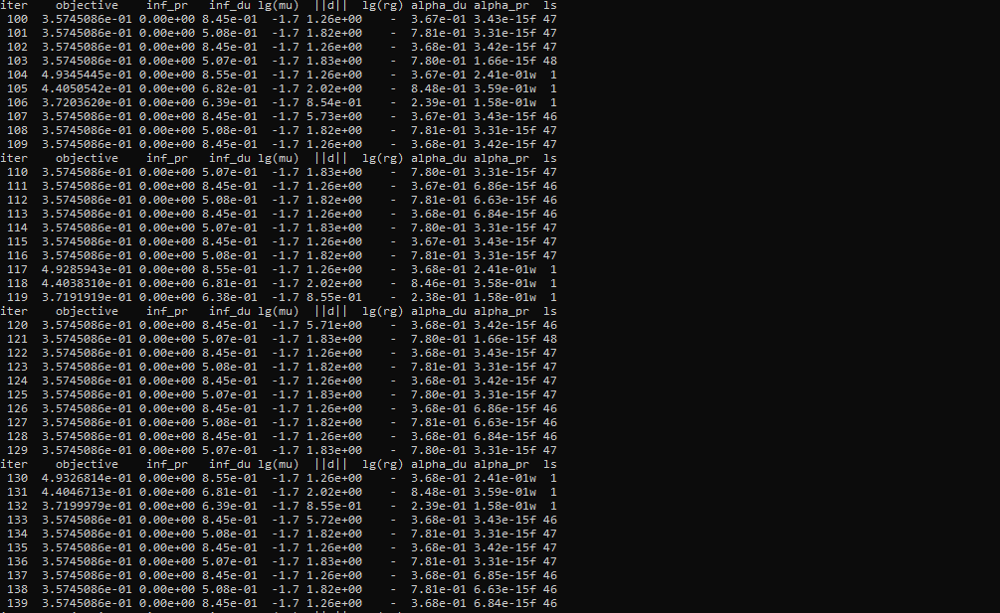 iter    objective    inf_pr   inf_du lg(mu)  ||d||  lg(rg) alpha_du alpha_pr  ls
 100  3.5745086e-01 0.00e+00 8.45e-01  -1.7 1.26e+00    -  3.67e-01 3.43e-15f 47
 101  3.5745086e-01 0.00e+00 5.08e-01  -1.7 1.82e+00    -  7.81e-01 3.31e-15f 47
 102  3.5745086e-01 0.00e+00 8.45e-01  -1.7 1.26e+00    -  3.68e-01 3.42e-15f 47
 103  3.5745086e-01 0.00e+00 5.07e-01  -1.7 1.83e+00    -  7.80e-01 1.66e-15f 48
 104  4.9345445e-01 0.00e+00 8.55e-01  -1.7 1.26e+00    -  3.67e-01 2.41e-01w  1
 105  4.4050542e-01 0.00e+00 6.82e-01  -1.7 2.02e+00    -  8.48e-01 3.59e-01w  1
 106  3.7203620e-01 0.00e+00 6.39e-01  -1.7 8.54e-01    -  2.39e-01 1.58e-01w  1
 107  3.5745086e-01 0.00e+00 8.45e-01  -1.7 5.73e+00    -  3.67e-01 3.43e-15f 46
 108  3.5745086e-01 0.00e+00 5.08e-01  -1.7 1.82e+00    -  7.81e-01 3.31e-15f 47
 109  3.5745086e-01 0.00e+00 8.45e-01  -1.7 1.26e+00    -  3.68e-01 3.42e-15f 47
iter    objective    inf_pr   inf_du lg(mu)  ||d||  lg(rg) alpha_du alpha_pr  ls
 110  3.5745086e-01 0.00e+00 5.07e-01  -1.7 1.83e+00    -  7.80e-01 3.31e-15f 47
 111  3.5745086e-01 0.00e+00 8.45e-01  -1.7 1.26e+00    -  3.67e-01 6.86e-15f 46
 112  3.5745086e-01 0.00e+00 5.08e-01  -1.7 1.82e+00    -  7.81e-01 6.63e-15f 46
 113  3.5745086e-01 0.00e+00 8.45e-01  -1.7 1.26e+00    -  3.68e-01 6.84e-15f 46
 114  3.5745086e-01 0.00e+00 5.07e-01  -1.7 1.83e+00    -  7.80e-01 3.31e-15f 47
 115  3.5745086e-01 0.00e+00 8.45e-01  -1.7 1.26e+00    -  3.67e-01 3.43e-15f 47
 116  3.5745086e-01 0.00e+00 5.08e-01  -1.7 1.82e+00    -  7.81e-01 3.31e-15f 47
 117  4.9285943e-01 0.00e+00 8.55e-01  -1.7 1.26e+00    -  3.68e-01 2.41e-01w  1
 118  4.4038310e-01 0.00e+00 6.81e-01  -1.7 2.02e+00    -  8.46e-01 3.58e-01w  1
 119  3.7191919e-01 0.00e+00 6.38e-01  -1.7 8.55e-01    -  2.38e-01 1.58e-01w  1
iter    objective    inf_pr   inf_du lg(mu)  ||d||  lg(rg) alpha_du alpha_pr  ls
 120  3.5745086e-01 0.00e+00 8.45e-01  -1.7 5.71e+00    -  3.68e-01 3.42e-15f 46
 121  3.5745086e-01 0.00e+00 5.07e-01  -1.7 1.83e+00    -  7.80e-01 1.66e-15f 48
 122  3.5745086e-01 0.00e+00 8.45e-01  -1.7 1.26e+00    -  3.68e-01 3.43e-15f 47
 123  3.5745086e-01 0.00e+00 5.08e-01  -1.7 1.82e+00    -  7.81e-01 3.31e-15f 47
 124  3.5745086e-01 0.00e+00 8.45e-01  -1.7 1.26e+00    -  3.68e-01 3.42e-15f 47
 125  3.5745086e-01 0.00e+00 5.07e-01  -1.7 1.83e+00    -  7.80e-01 3.31e-15f 47
 126  3.5745086e-01 0.00e+00 8.45e-01  -1.7 1.26e+00    -  3.68e-01 6.86e-15f 46
 127  3.5745086e-01 0.00e+00 5.08e-01  -1.7 1.82e+00    -  7.81e-01 6.63e-15f 46
 128  3.5745086e-01 0.00e+00 8.45e-01  -1.7 1.26e+00    -  3.68e-01 6.84e-15f 46
 129  3.5745086e-01 0.00e+00 5.07e-01  -1.7 1.83e+00    -  7.80e-01 3.31e-15f 47
iter    objective    inf_pr   inf_du lg(mu)  ||d||  lg(rg) alpha_du alpha_pr  ls
 130  4.9326814e-01 0.00e+00 8.55e-01  -1.7 1.26e+00    -  3.68e-01 2.41e-01w  1
 131  4.4046713e-01 0.00e+00 6.81e-01  -1.7 2.02e+00    -  8.48e-01 3.59e-01w  1
 132  3.7199979e-01 0.00e+00 6.39e-01  -1.7 8.55e-01    -  2.39e-01 1.58e-01w  1
 133  3.5745086e-01 0.00e+00 8.45e-01  -1.7 5.72e+00    -  3.68e-01 3.43e-15f 46
 134  3.5745086e-01 0.00e+00 5.08e-01  -1.7 1.82e+00    -  7.81e-01 3.31e-15f 47
 135  3.5745086e-01 0.00e+00 8.45e-01  -1.7 1.26e+00    -  3.68e-01 3.42e-15f 47
 136  3.5745086e-01 0.00e+00 5.07e-01  -1.7 1.83e+00    -  7.80e-01 3.31e-15f 47
 137  3.5745086e-01 0.00e+00 8.45e-01  -1.7 1.26e+00    -  3.68e-01 6.85e-15f 46
 138  3.5745086e-01 0.00e+00 5.08e-01  -1.7 1.82e+00    -  7.81e-01 6.63e-15f 46
 139  3.5745086e-01 0.00e+00 8.45e-01  -1.7 1.26e+00    -  3.68e-01 6.84e-15f 46